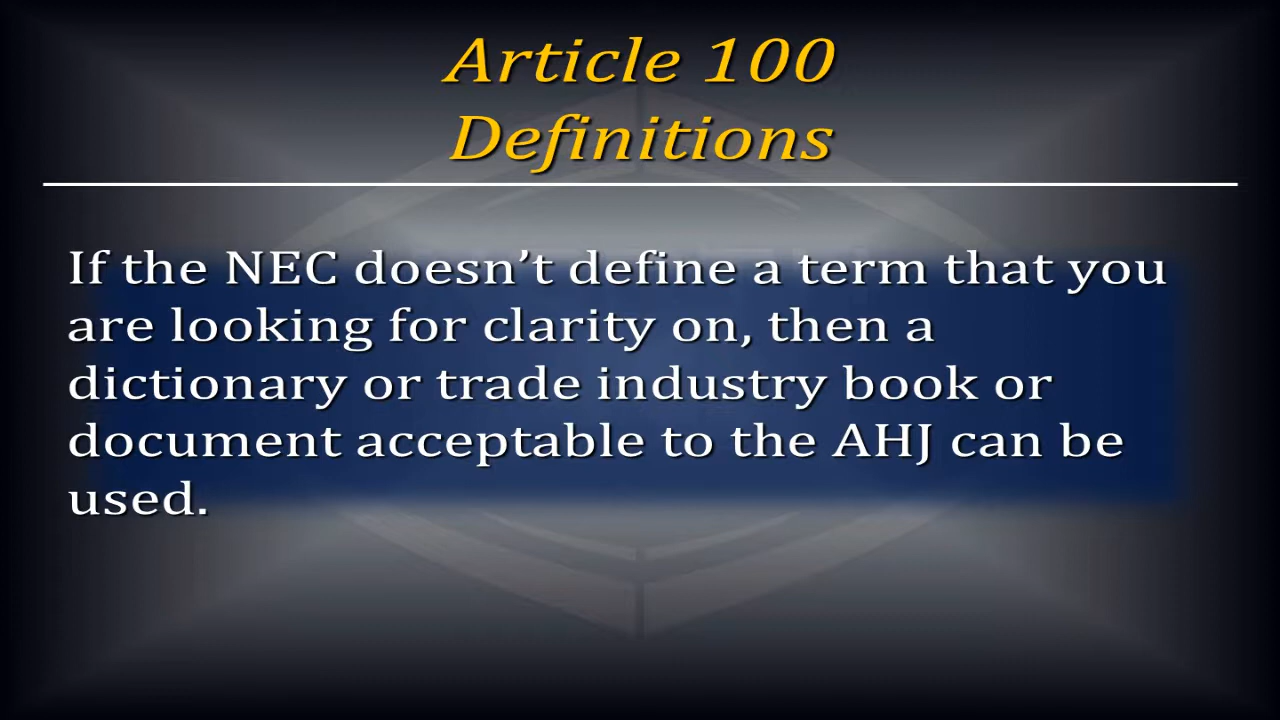 Article 100
Definitions
If the NEC doesn’t define a term that you
are looking for clarity on, then a
dictionary or trade industry book or
document acceptable to the AHJ can be
used.